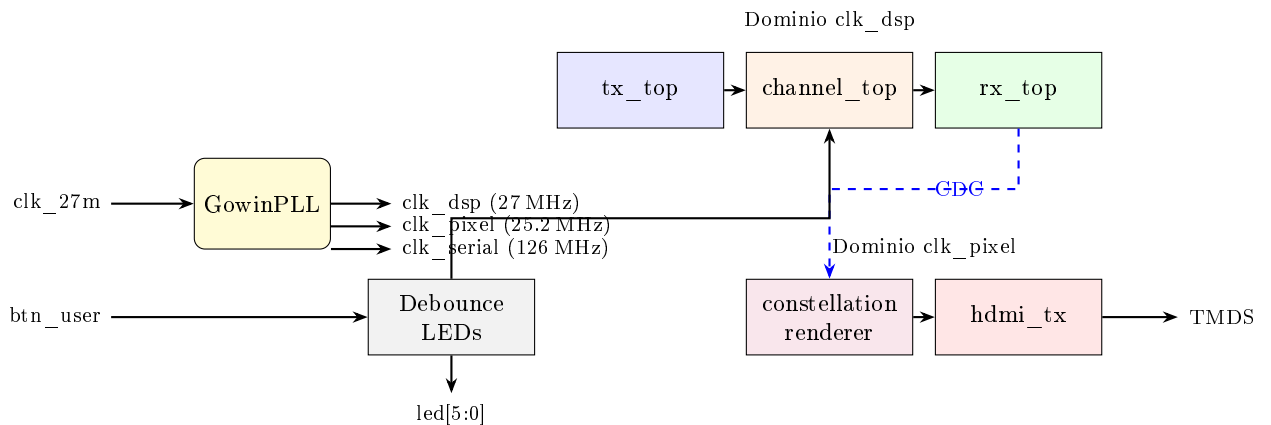 Dominio clk_dsp
tx_top
channel_top
rx_top
clk_27m
GowinPLL
clk_dsp (27 MHz)
clk_pixel (25.2 MHz)
clk_serial (126 MHz)
CDC
Dominio clk_pixel
btn_user
Debounce
LEDs
constellation
renderer
hdmi_tx
TMDS
led[5:0]